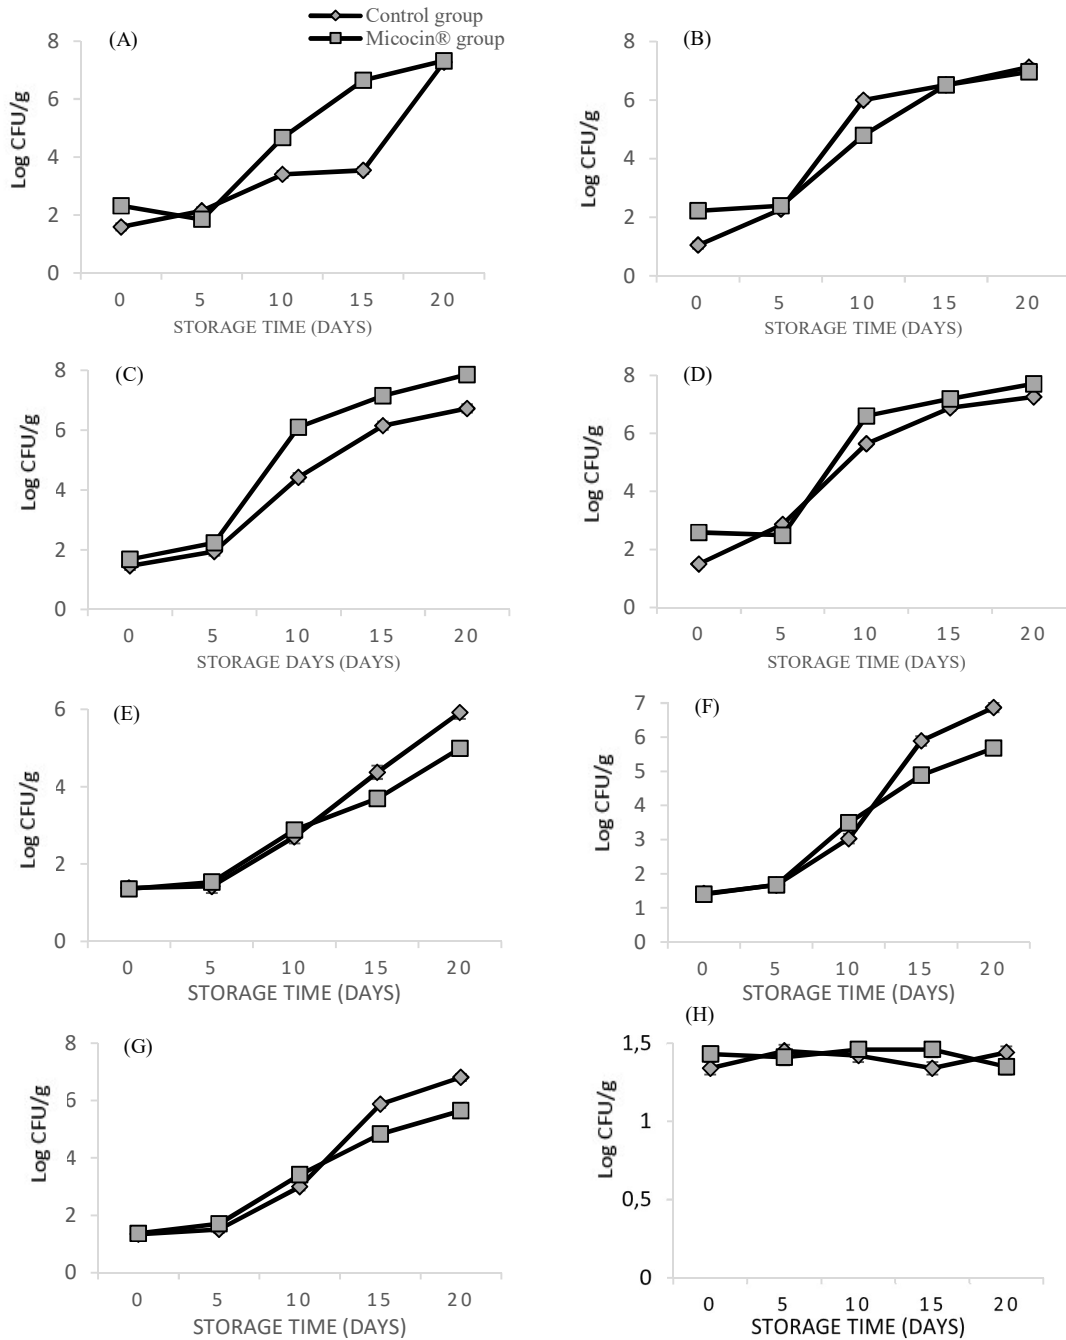 Control group
Micocin® group
(A)
Log CFU/g
8
6
4
2
0
0 5 10 15 20
STORAGE TIME (DAYS)
(B)
Log CFU/g
8
6
4
2
0
0 5 10 15 20
STORAGE TIME (DAYS)
(C)
Log CFU/g
8
6
4
2
0
0 5 10 15 20
STORAGE DAYS (DAYS)
(D)
Log CFU/g
8
6
4
2
0
0 5 10 15 20
STORAGE TIME (DAYS)
(E)
Log CFU/g
6
4
2
0
0 5 10 15 20
STORAGE TIME (DAYS)
(F)
Log CFU/g
7
6
5
4
3
2
1
0
0 5 10 15 20
STORAGE TIME (DAYS)
(G)
Log CFU/g
8
6
4
2
0
0 5 10 15 20
STORAGE TIME (DAYS)
(H)
Log CFU/g
1,5
1
0,5
0
0 5 10 15 20
STORAGE TIME (DAYS)